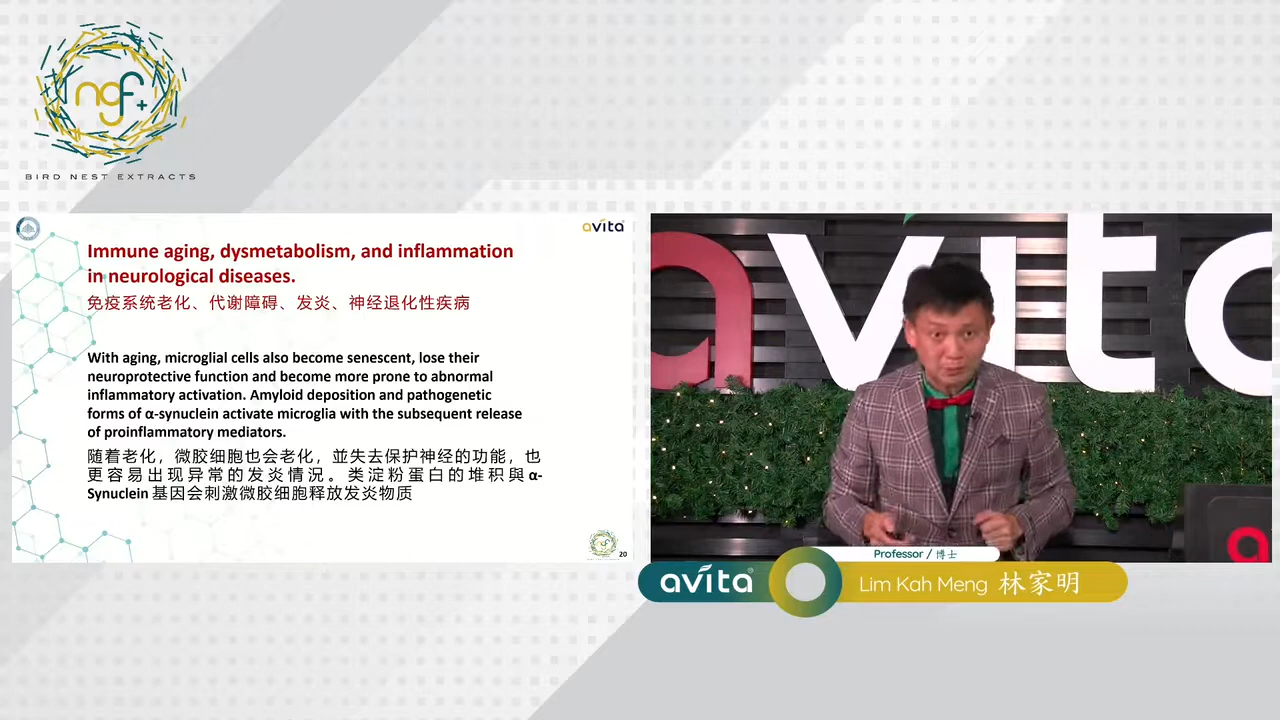 ngf+
BIRD NEST EXTRACTS
avita
Immune aging, dysmetabolism, and inflammation
in neurological diseases.
免疫系统老化、代谢障碍、发炎、神经退化性疾病
With aging, microglial cells also become senescent, lose their
neuroprotective function and become more prone to abnormal
inflammatory activation. Amyloid deposition and pathogenetic
forms of α-synuclein activate microglia with the subsequent release
of proinflammatory mediators.
随着老化，微胶细胞也会老化，並失去保护神经的功能，也
更容易出现异常的发炎情況。类淀粉蛋白的堆积與 α-
Synuclein 基因会刺激微胶细胞释放发炎物质
20
avita
a
Professor / 博士
avita®
Lim Kah Meng 林家明